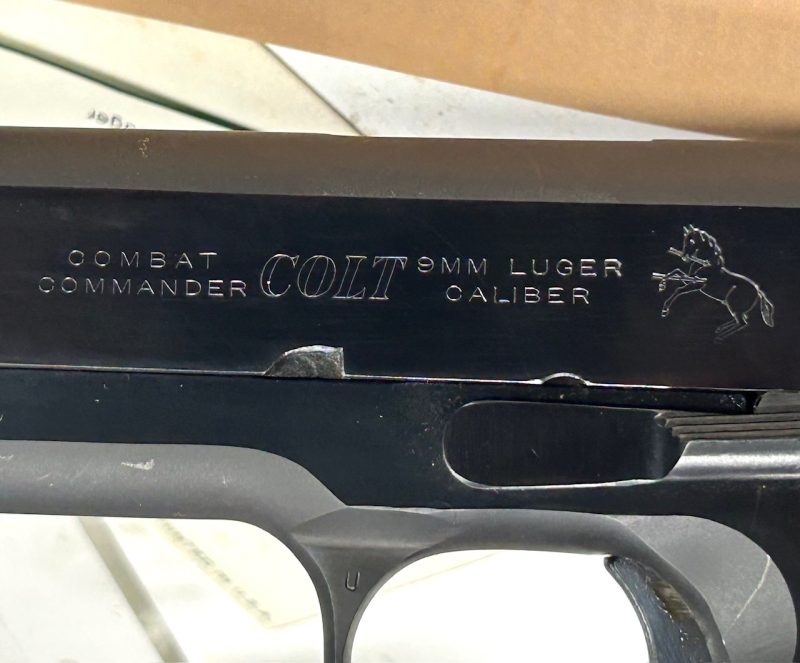 COMBAT
COMMANDER
COLT
9MM LUGER
CALIBER
U